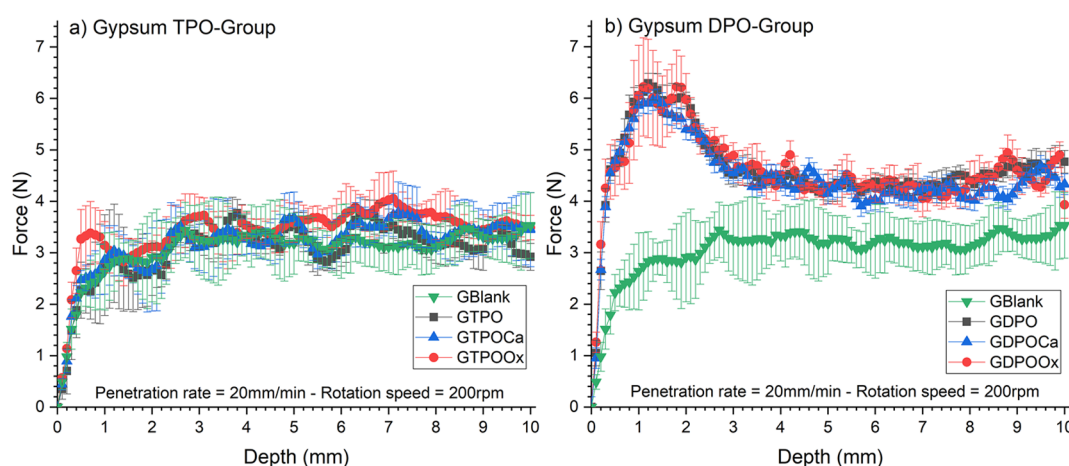 a) Gypsum TPO-Group
7
6
5
4
3
2
1
0
Force (N)
GBlank
GTPO
GTPOCa
GTPOOx
Penetration rate = 20mm/min - Rotation speed = 200rpm
0 1 2 3 4 5 6 7 8 9 10
Depth (mm)
b) Gypsum DPO-Group
7
6
5
4
3
2
1
0
Force (N)
GBlank
GDPO
GDPOCa
GDPOOx
Penetration rate = 20mm/min - Rotation speed = 200rpm
0 1 2 3 4 5 6 7 8 9 10
Depth (mm)